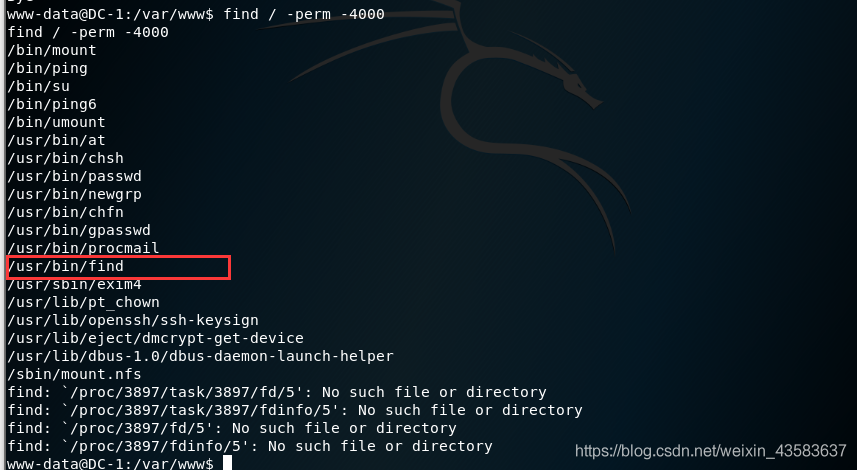 www-data@DC-1:/var/www$ find / -perm -4000
find / -perm -4000
/bin/mount
/bin/ping
/bin/su
/bin/ping6
/bin/umount
/usr/bin/at
/usr/bin/chsh
/usr/bin/passwd
/usr/bin/newgrp
/usr/bin/chfn
/usr/bin/gpasswd
/usr/bin/procmail
/usr/bin/find
/usr/sbin/exim4
/usr/lib/pt_chown
/usr/lib/openssh/ssh-keysign
/usr/lib/eject/dmcrypt-get-device
/usr/lib/dbus-1.0/dbus-daemon-launch-helper
/sbin/mount.nfs
find: `/proc/3897/task/3897/fd/5': No such file or directory
find: `/proc/3897/task/3897/fdinfo/5': No such file or directory
find: `/proc/3897/fd/5': No such file or directory
find: `/proc/3897/fdinfo/5': No such file or directory
www-data@DC-1:/var/www$
https://blog.csdn.net/weixin_43583637